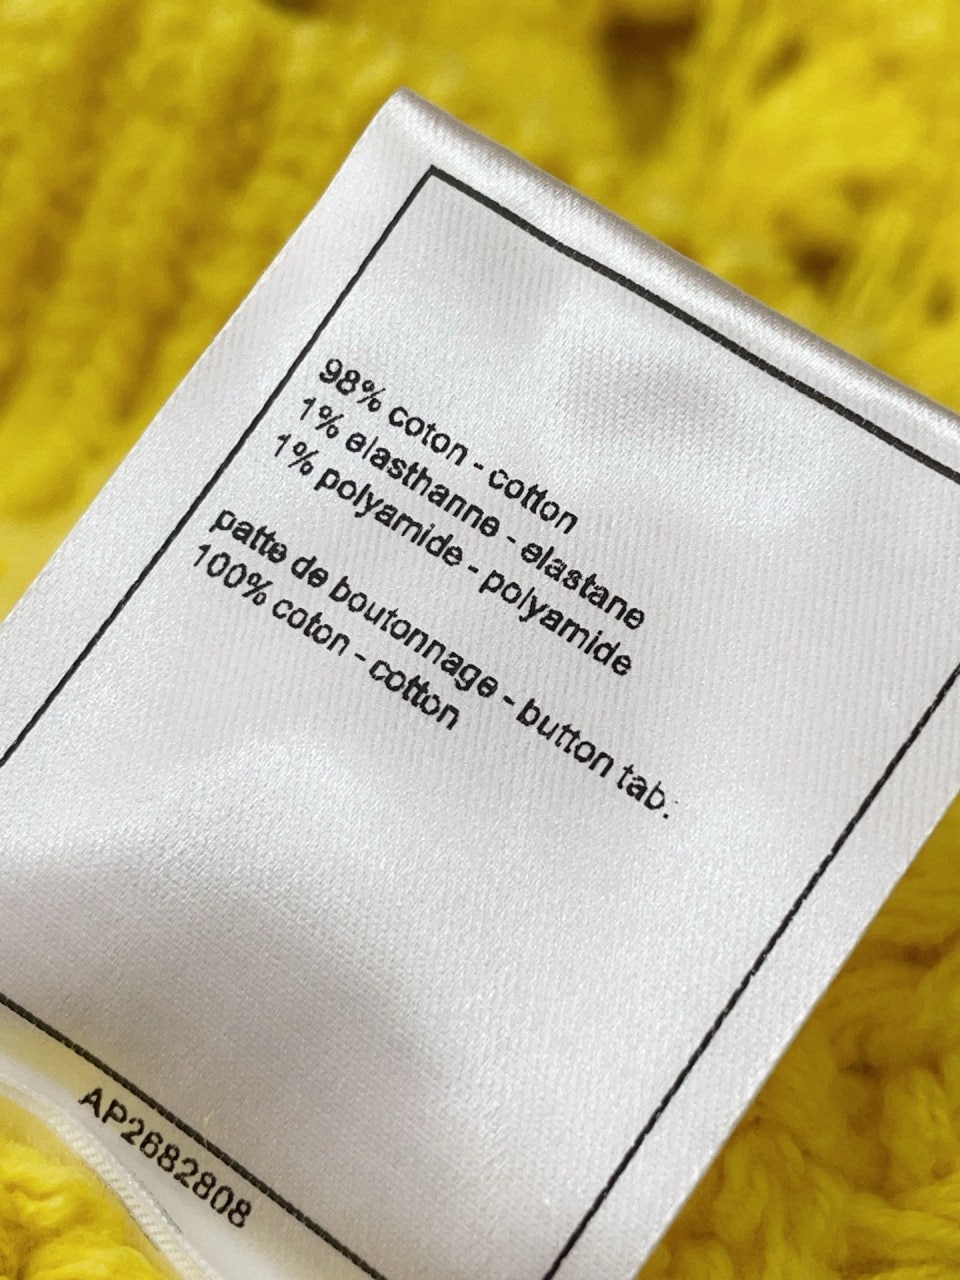 98% coton - cotton
1% elasthanne - elastane
1% polyamide - polyamide
patte de boutonnage - button tab:
100% coton - cotton
AP2682808